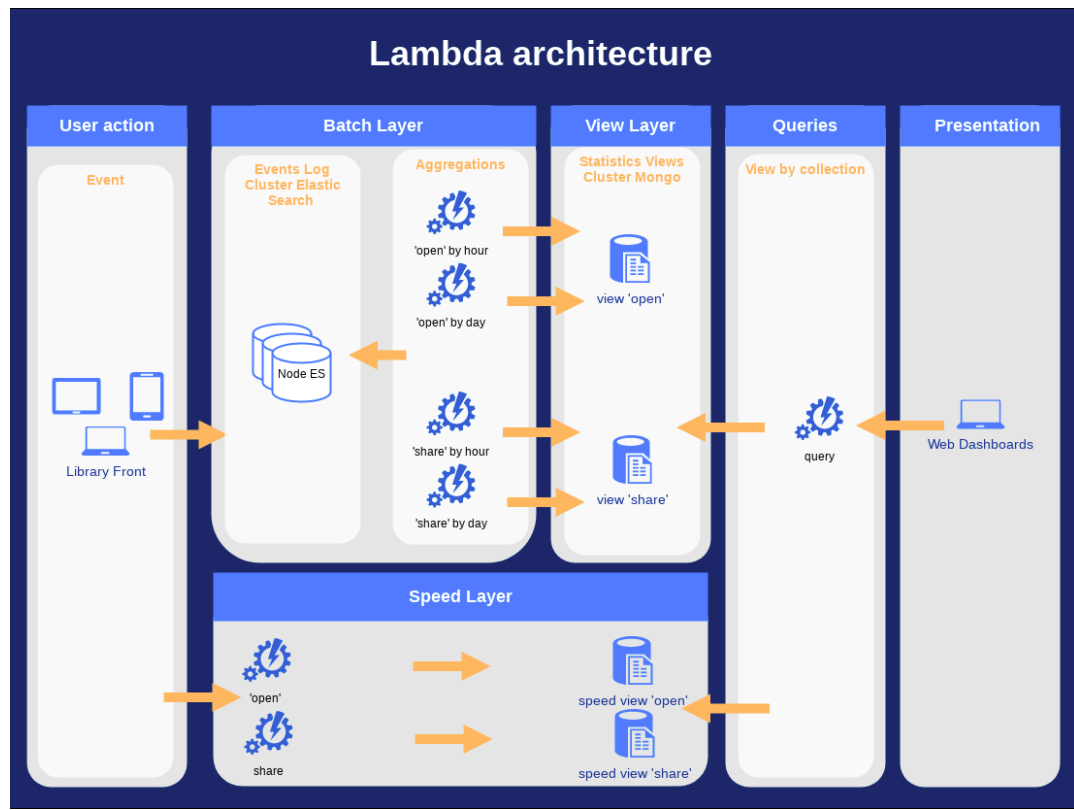 Lambda architecture
User action
Batch Layer
View Layer
Queries
Presentation
Event
Events Log
Cluster Elastic
Search
Aggregations
Statistics Views
Cluster Mongo
View by collection
'open' by hour
view 'open'
'open' by day
Node ES
'share' by hour
Library Front
query
Web Dashboards
view 'share'
'share' by day
Speed Layer
'open'
speed view 'open'
share
speed view 'share'